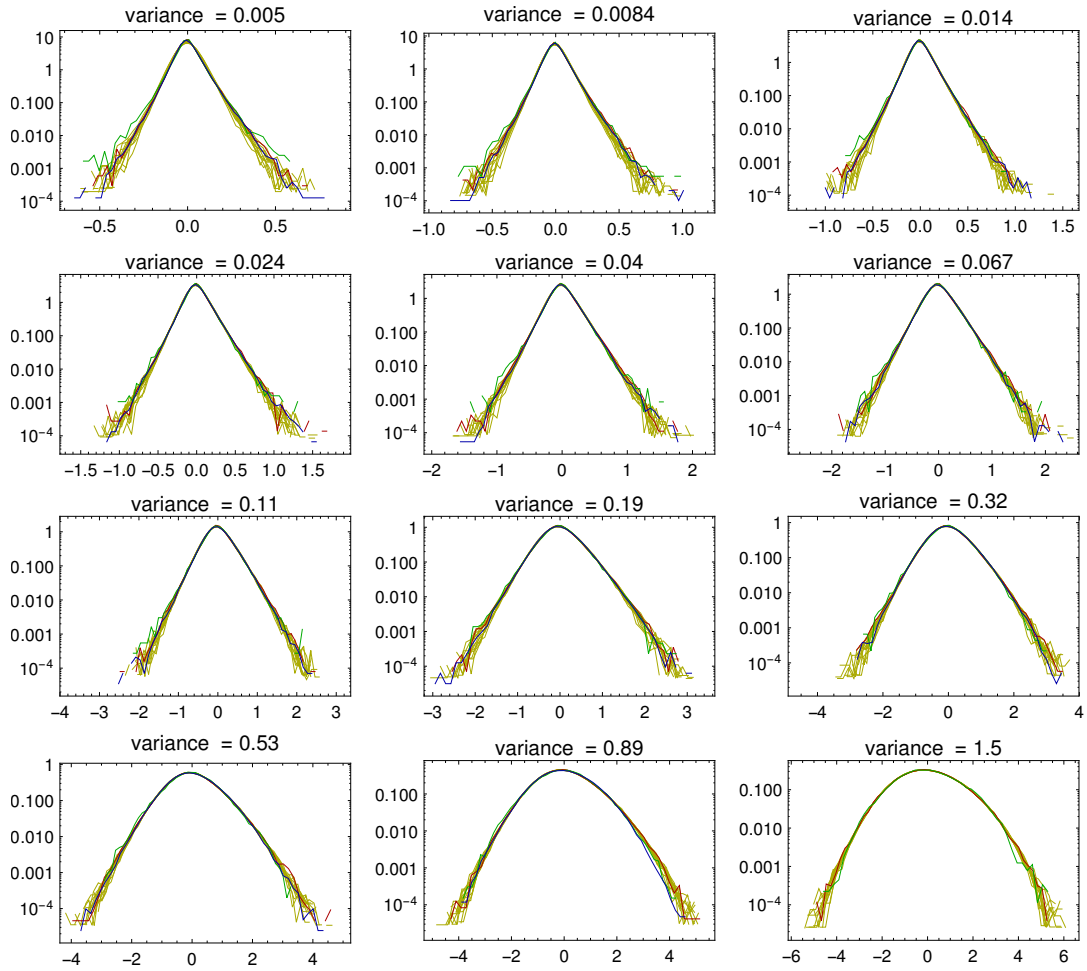 variance = 0.005 variance = 0.0084 variance = 0.014
10 10
1 1 1
0.100 0.100 0.100
0.010 0.010 0.010
0.001 0.001 0.001
10⁻⁴ 10⁻⁴ 10⁻⁴
−0.5 0.0 0.5 −1.0 −0.5 0.0 0.5 1.0 −1.0 −0.5 0.0 0.5 1.0 1.5
variance = 0.024 variance = 0.04 variance = 0.067
1 1 1
0.100 0.100 0.100
0.010 0.010 0.010
0.001 0.001 0.001
10⁻⁴ 10⁻⁴ 10⁻⁴
−1.5 −1.0 −0.5 0.0 0.5 1.0 1.5 −2 −1 0 1 2 −2 −1 0 1 2
variance = 0.11 variance = 0.19 variance = 0.32
1 1 1
0.100 0.100 0.100
0.010 0.010 0.010
0.001 0.001 0.001
10⁻⁴ 10⁻⁴ 10⁻⁴
−4 −3 −2 −1 0 1 2 3 −3 −2 −1 0 1 2 3 −4 −2 0 2 4
variance = 0.53 variance = 0.89 variance = 1.5
1
0.100 0.100 0.100
0.010 0.010 0.010
0.001 0.001 0.001
10⁻⁴ 10⁻⁴ 10⁻⁴
−4 −2 0 2 4 −4 −2 0 2 4 −6 −4 −2 0 2 4 6